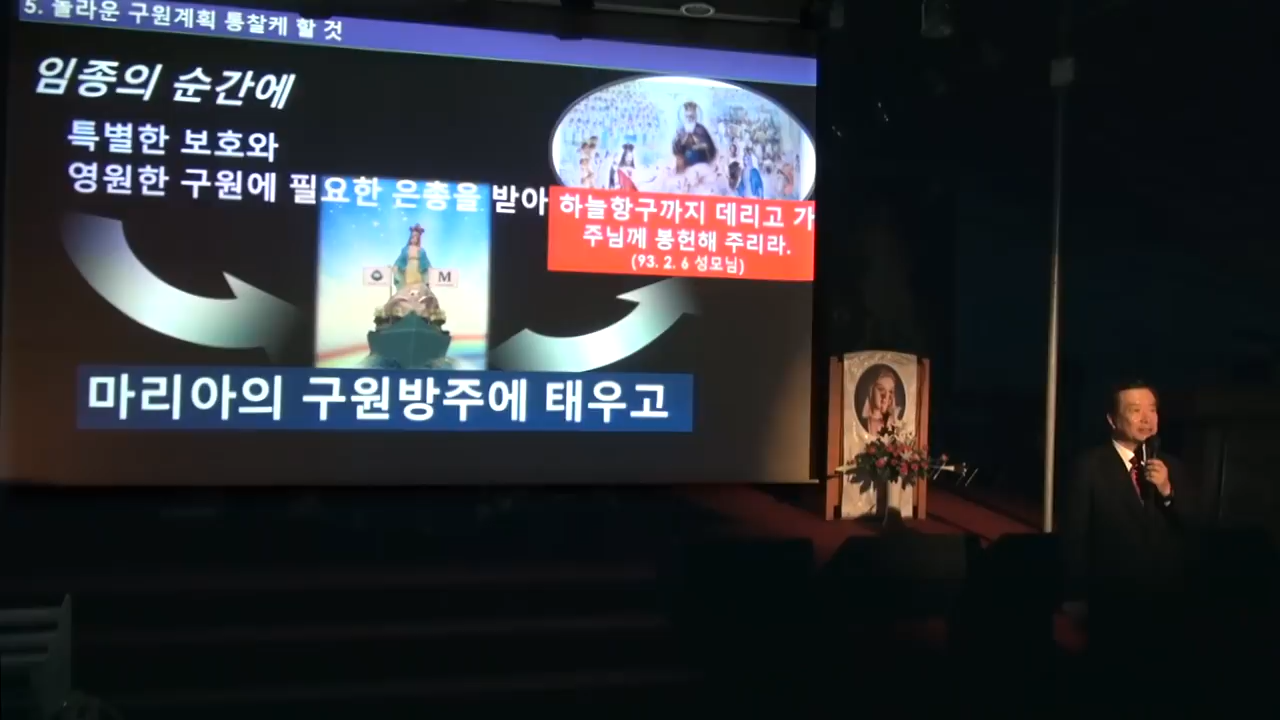 5. 놀라운 구원계획 통찰케 할 것
임종의 순간에
특별한 보호와
영원한 구원에 필요한 은총을 받아
하늘항구까지 데리고 가
주님께 봉헌해 주리라.
(93. 2. 6 성모님)
M
마리아의 구원방주에 태우고